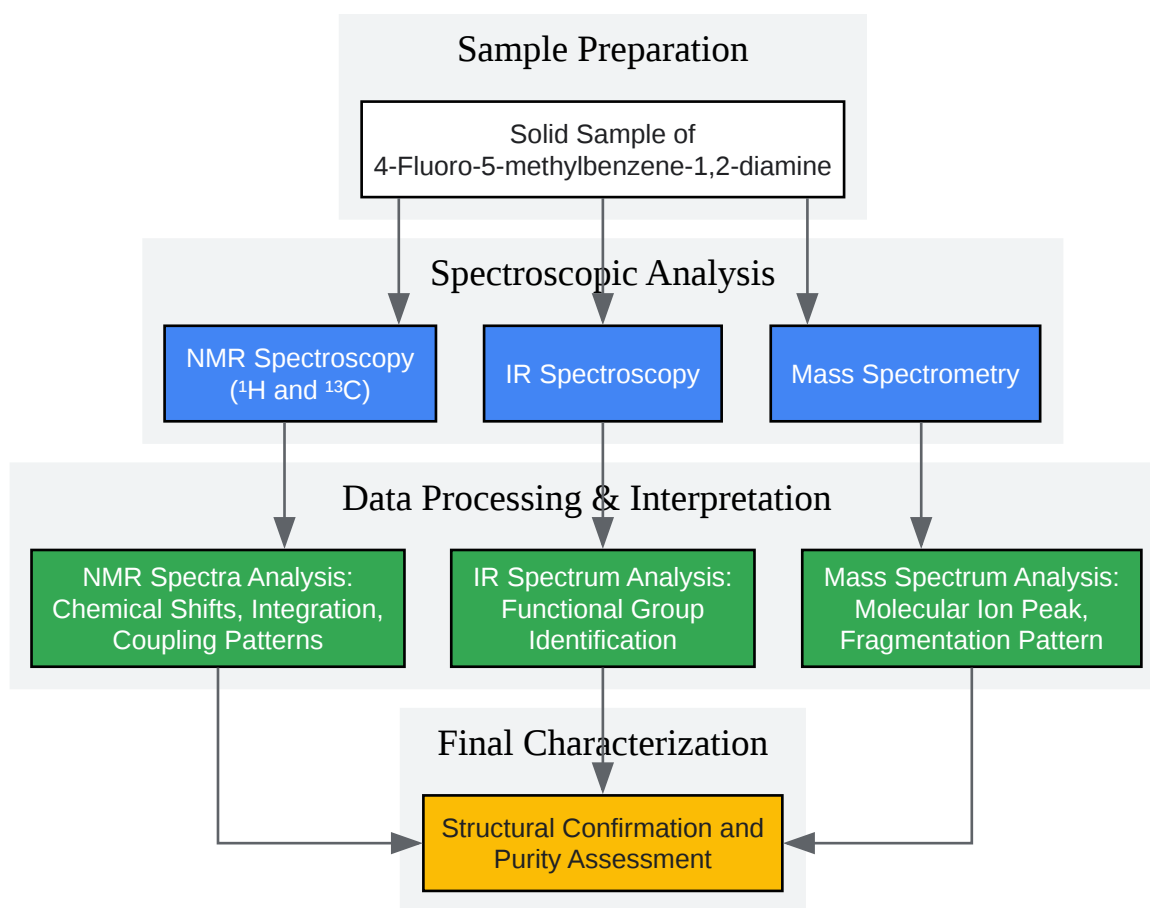 Sample Preparation
Solid Sample of
4-Fluoro-5-methylbenzene-1,2-diamine
Spectroscopic Analysis
NMR Spectroscopy
(¹H and ¹³C)
IR Spectroscopy
Mass Spectrometry
Data Processing & Interpretation
NMR Spectra Analysis:
Chemical Shifts, Integration,
Coupling Patterns
IR Spectrum Analysis:
Functional Group
Identification
Mass Spectrum Analysis:
Molecular Ion Peak,
Fragmentation Pattern
Final Characterization
Structural Confirmation and
Purity Assessment